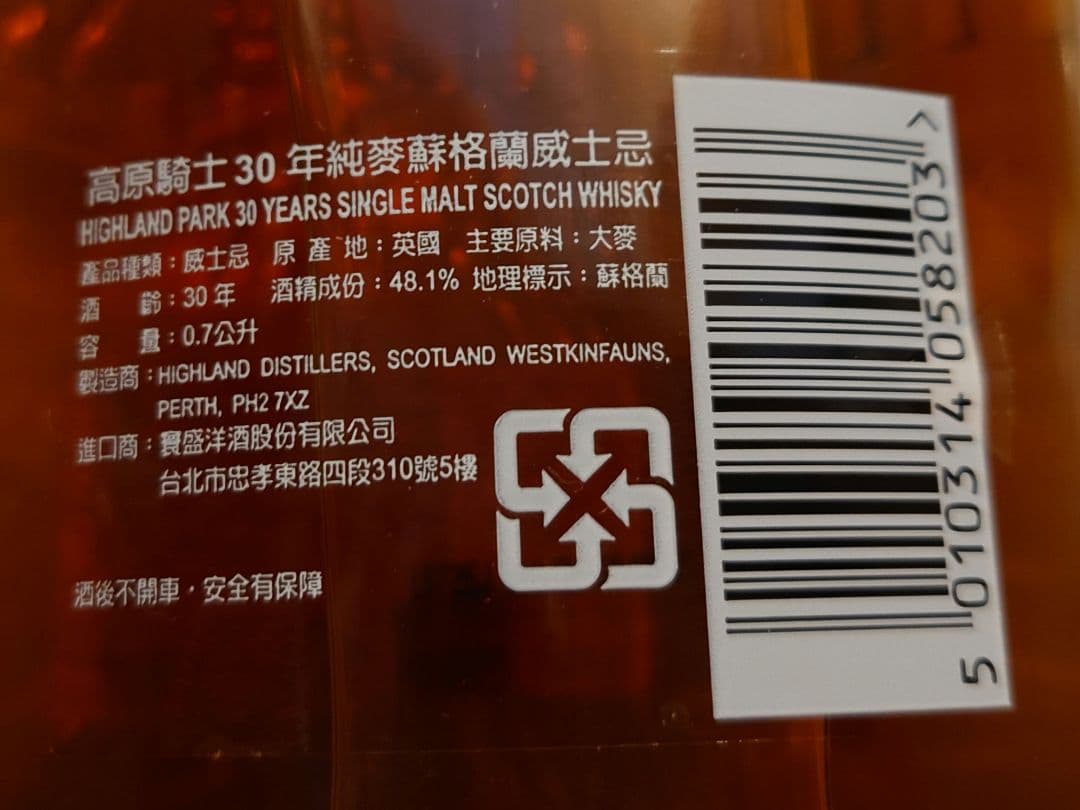 高原騎士 30 年純麥蘇格蘭威士忌
HIGHLAND PARK 30 YEARS SINGLE MALT SCOTCH WHISKY
產品種類：威士忌 原產地：英國 主要原料：大麥
酒齡：30 年 酒精成份：48.1% 地理標示：蘇格蘭
容量：0.7公升
製造商：HIGHLAND DISTILLERS, SCOTLAND WESTKINFAUNS,
PERTH, PH2 7XZ
進口商：寰盛洋酒股份有限公司
台北市忠孝東路四段310號5樓
酒後不開車，安全有保障
5 010314 058203 >